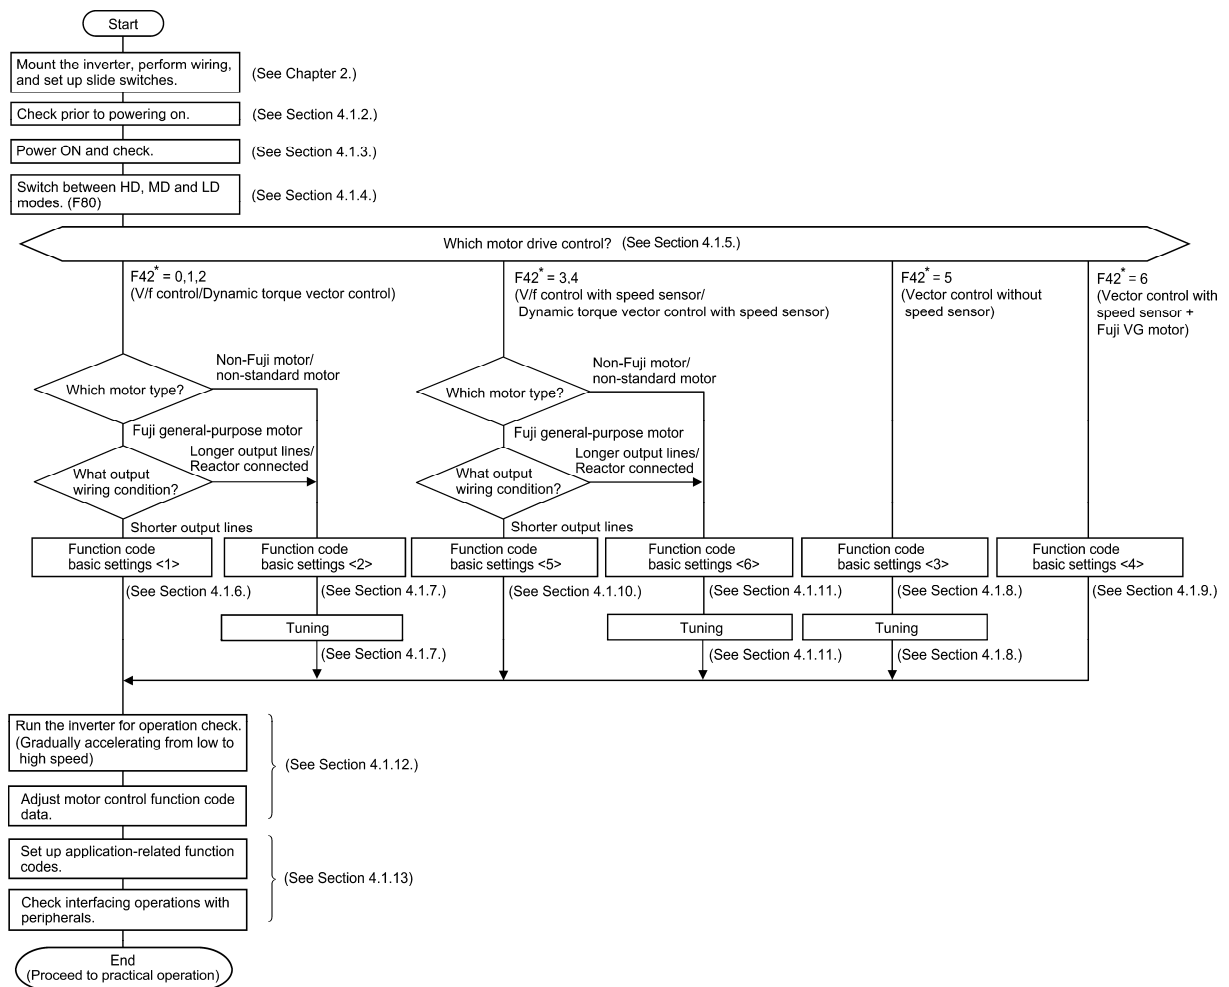 Start
Mount the inverter, perform wiring,
and set up slide switches.
(See Chapter 2.)
Check prior to powering on.
(See Section 4.1.2.)
Power ON and check.
(See Section 4.1.3.)
Switch between HD, MD and LD
modes. (F80)
(See Section 4.1.4.)
Which motor drive control? (See Section 4.1.5.)
F42* = 0,1,2
(V/f control/Dynamic torque vector control)
F42* = 3,4
(V/f control with speed sensor/
Dynamic torque vector control with speed sensor)
F42* = 5
(Vector control without
speed sensor)
F42* = 6
(Vector control with
speed sensor +
Fuji VG motor)
Which motor type?
Non-Fuji motor/
non-standard motor
Fuji general-purpose motor
What output
wiring condition?
Longer output lines/
Reactor connected
Shorter output lines
Which motor type?
Non-Fuji motor/
non-standard motor
Fuji general-purpose motor
What output
wiring condition?
Longer output lines/
Reactor connected
Shorter output lines
Function code
basic settings <1>
(See Section 4.1.6.)
Function code
basic settings <2>
(See Section 4.1.7.)
Tuning
(See Section 4.1.7.)
Function code
basic settings <5>
(See Section 4.1.10.)
Function code
basic settings <6>
(See Section 4.1.11.)
Tuning
(See Section 4.1.11.)
Function code
basic settings <3>
(See Section 4.1.8.)
Tuning
(See Section 4.1.8.)
Function code
basic settings <4>
(See Section 4.1.9.)
Run the inverter for operation check.
(Gradually accelerating from low to
high speed)
Adjust motor control function code
data.
(See Section 4.1.12.)
Set up application-related function
codes.
Check interfacing operations with
peripherals.
(See Section 4.1.13)
End
(Proceed to practical operation)